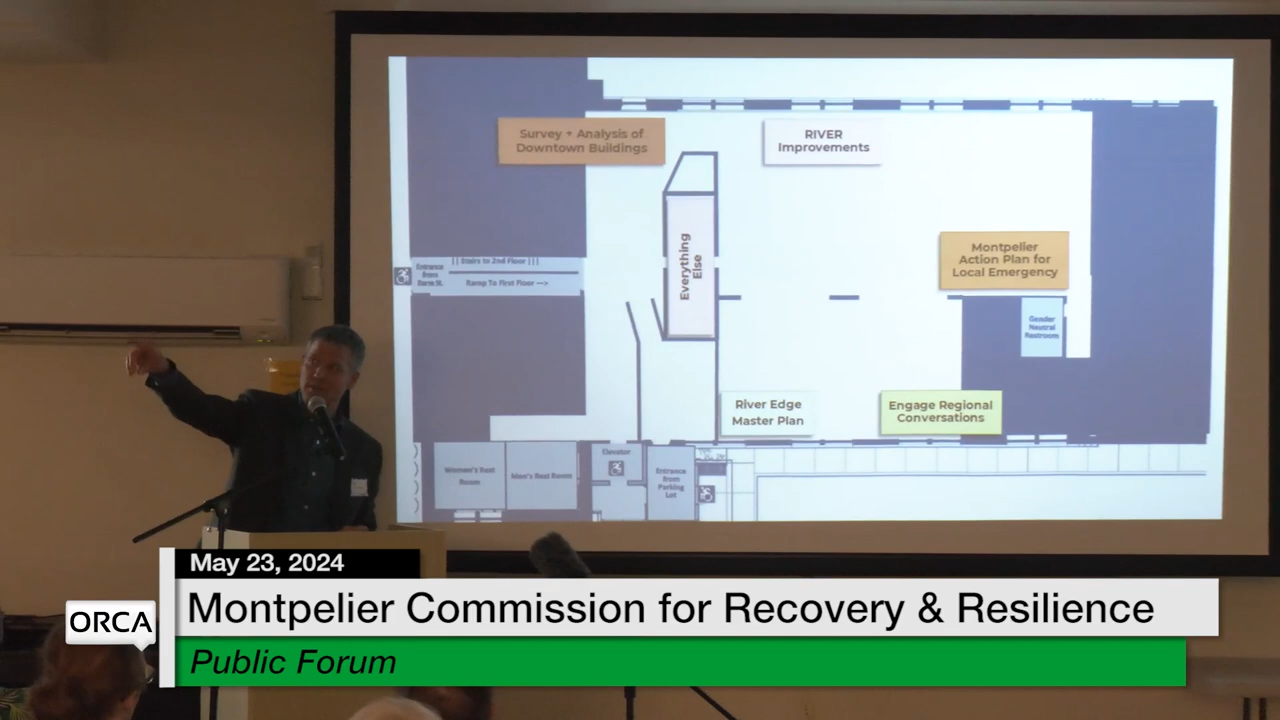 Survey + Analysis of
Downtown Buildings
RIVER
Improvements
Everything
Else
Montpelier
Action Plan for
Local Emergency
Stairs to 2nd Floor
Entrance
from
Barre St.
Ramp To First Floor -->
Gender
Neutral
Restroom
River Edge
Master Plan
Engage Regional
Conversations
Women's Rest
Room
Men's Rest Room
Elevator
Entrance
from
Parking
Lot
May 23, 2024
ORCA
Montpelier Commission for Recovery & Resilience
Public Forum